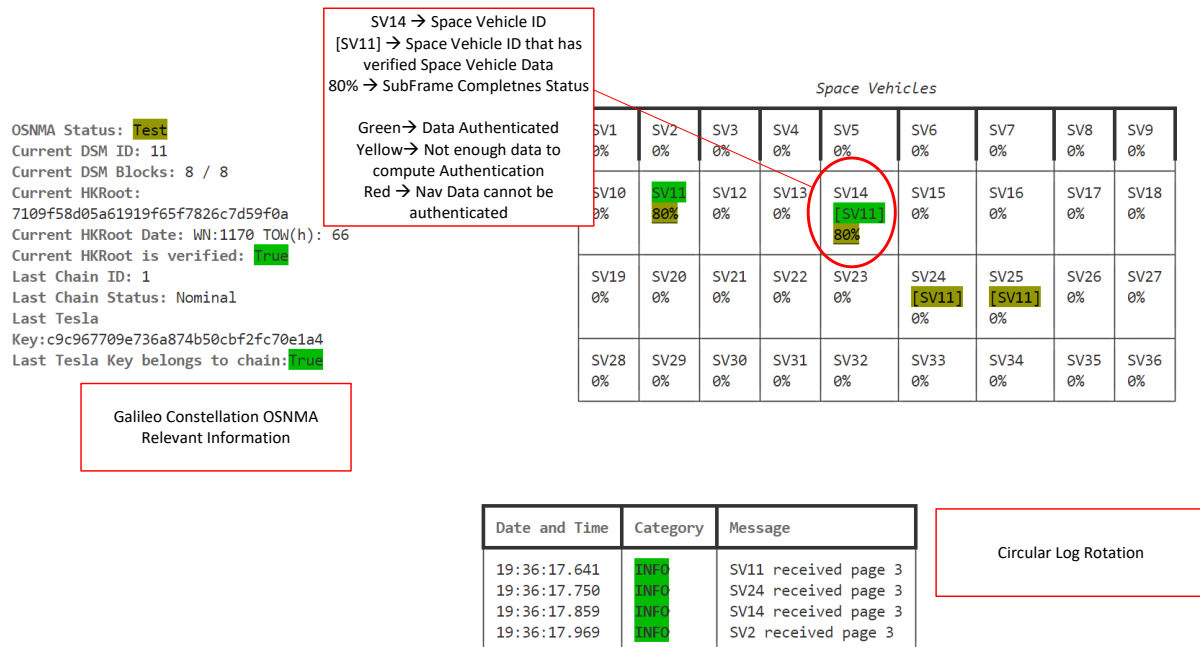 SV14 → Space Vehicle ID
[SV11] → Space Vehicle ID that has
verified Space Vehicle Data
80% → SubFrame Completnes Status
Green→ Data Authenticated
Yellow→ Not enough data to
compute Authentication
Red → Nav Data cannot be
authenticated
OSNMA Status: Test
Current DSM ID: 11
Current DSM Blocks: 8 / 8
Current HKRoot:
7109f58d05a61919f65f7826c7d59f0a
Current HKRoot Date: WN:1170 TOW(h): 66
Current HKRoot is verified: True
Last Chain ID: 1
Last Chain Status: Nominal
Last Tesla
Key:c9c967709e736a874b50cbf2fc70e1a4
Last Tesla Key belongs to chain:True
Galileo Constellation OSNMA
Relevant Information
Space Vehicles
SV1 SV2 SV3 SV4 SV5 SV6 SV7 SV8 SV9
0% 0% 0% 0% 0% 0% 0% 0% 0%
SV10 SV11 SV12 SV13 SV14 SV15 SV16 SV17 SV18
0% 80% 0% 0% [SV11] 0% 0% 0% 0%
80%
SV19 SV20 SV21 SV22 SV23 SV24 SV25 SV26 SV27
0% 0% 0% 0% 0% [SV11] [SV11] 0% 0%
0% 0%
SV28 SV29 SV30 SV31 SV32 SV33 SV34 SV35 SV36
0% 0% 0% 0% 0% 0% 0% 0% 0%
Date and Time Category Message
19:36:17.641 INFO SV11 received page 3
19:36:17.750 INFO SV24 received page 3
19:36:17.859 INFO SV14 received page 3
19:36:17.969 INFO SV2 received page 3
Circular Log Rotation